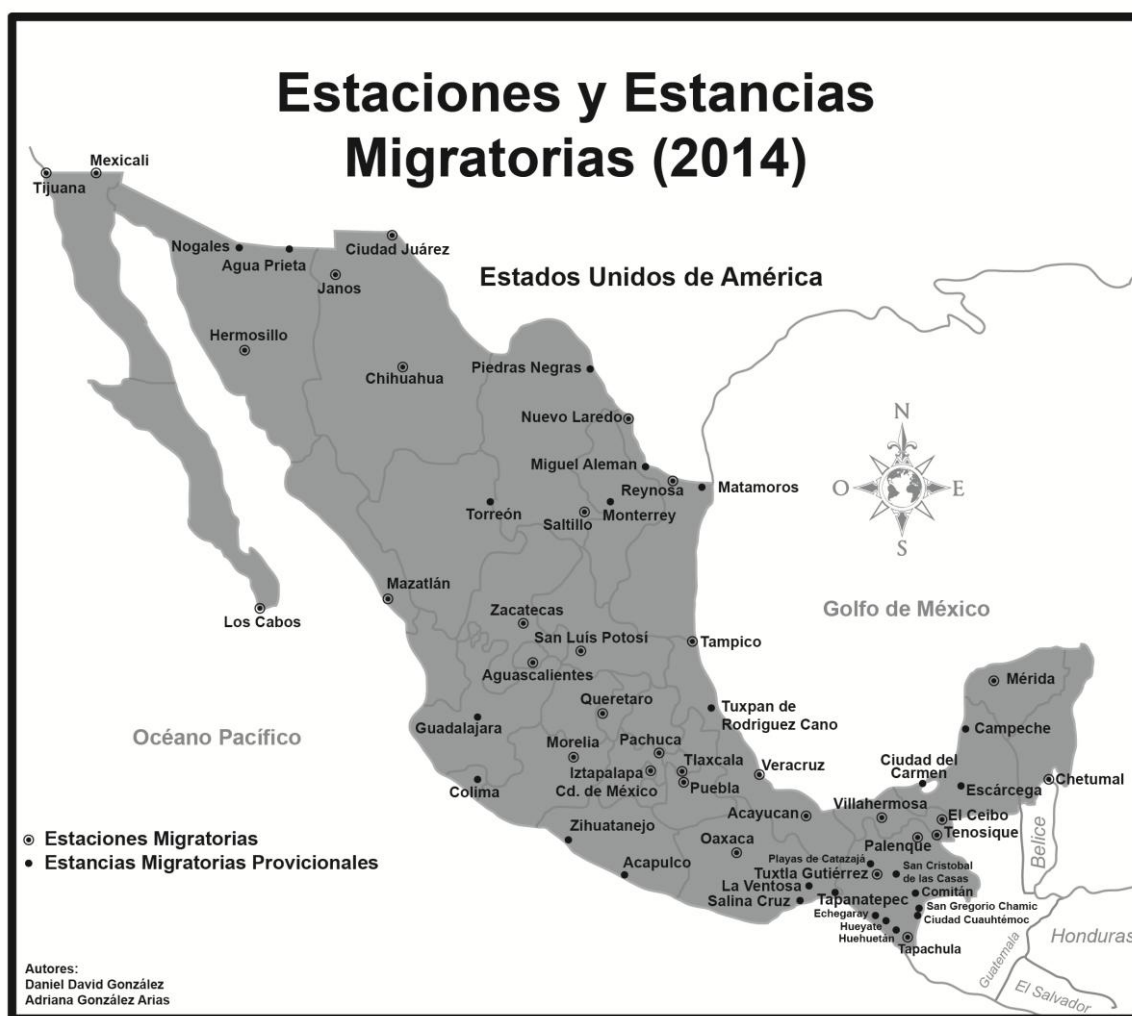 Estaciones y Estancias
Migratorias (2014)
Mexicali
Tijuana
Nogales
Agua Prieta
Ciudad Juárez
Janos
Estados Unidos de América
Hermosillo
Chihuahua
Piedras Negras
Nuevo Laredo
Miguel Aleman
Reynosa
Matamoros
Torreón
Saltillo
Monterrey
N
O
E
S
Mazatlán
Los Cabos
Zacatecas
San Luís Potosí
Aguascalientes
Tampico
Golfo de México
Océano Pacífico
Queretaro
Guadalajara
Tuxpan de
Rodriguez Cano
Mérida
Campeche
Morelia
Pachuca
Tlaxcala
Iztapalapa
Cd. de México
Puebla
Veracruz
Colima
Ciudad del
Carmen
Escárcega
Chetumal
Zihuatanejo
Acayucan
Villahermosa
El Ceibo
Tenosique
Belice
Oaxaca
Palenque
Acapulco
Playas de Catazajá
Tuxtla Gutiérrez
San Cristobal
de las Casas
La Ventosa
Salina Cruz
Tapanatepec
Comitán
San Gregorio Chamic
Ciudad Cuauhtémoc
Echegaray
Hueyate
Huehuetán
Tapachula
Guatemala
Honduras
El Salvador
Estaciones Migratorias
Estancias Migratorias Provicionales
Autores:
Daniel David González
Adriana González Arias